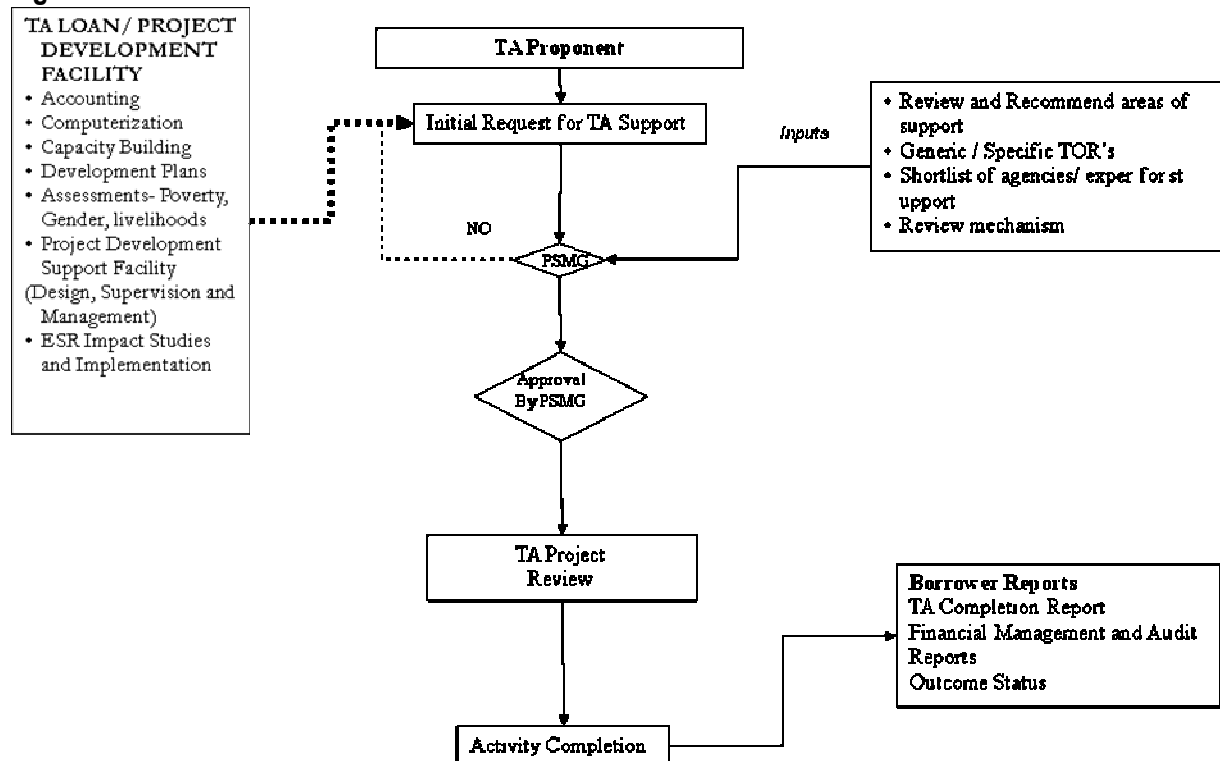 TA LOAN/ PROJECT
DEVELOPMENT
FACILITY
• Accounting
• Computerization
• Capacity Building
• Development Plans
• Assessments- Poverty,
Gender, livelihoods
• Project Development
Support Facility
(Design, Supervision and
Management)
• ESR Impact Studies
and Implementation
TA Proponent
Initial Request for TA Support
Inputs
• Review and Recommend areas of
support
• Generic / Specific TOR's
• Shortlist of agencies/ exper for st
upport
• Review mechanism
NO
PSMG
Approval
By PSMG
TA Project
Review
Borrower Reports
TA Completion Report
Financial Management and Audit
Reports
Outcome Status
Activity Completion